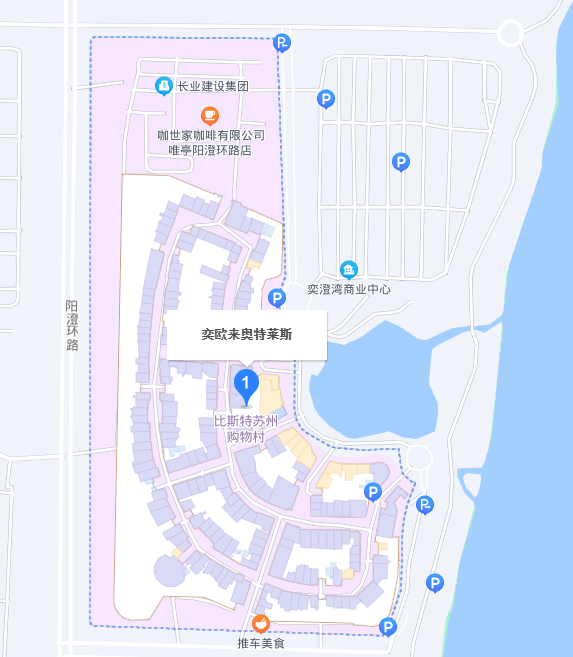 P
长业建设集团
P
咖世家咖啡有限公司
唯亭阳澄环路店
P
奕澄湾商业中心
P
阳澄环路
奕欧来奥特莱斯
1
比斯特苏州
购物村
P
P
P
P
推车美食